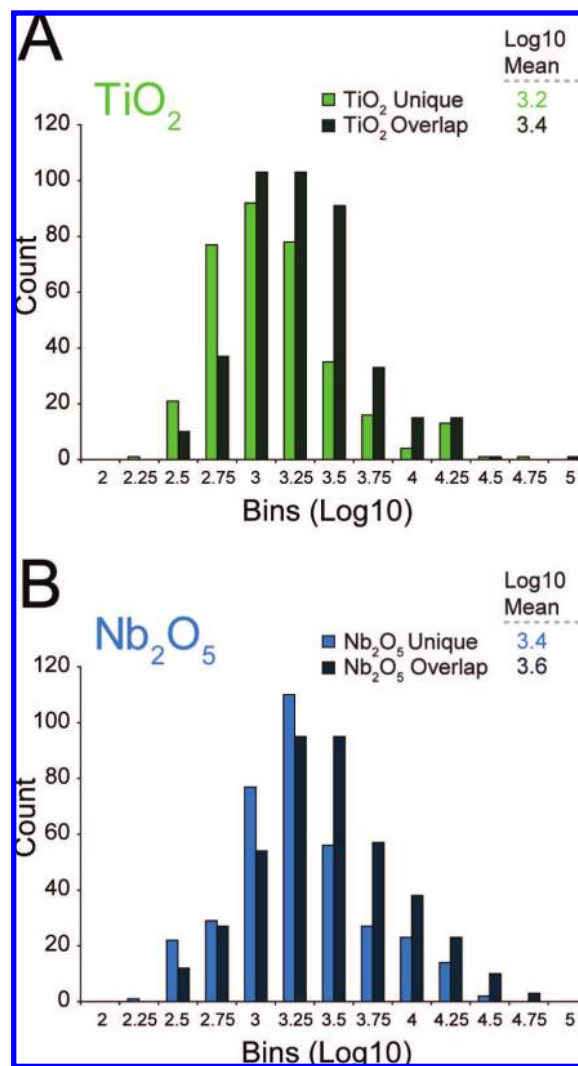 A
Log10
Mean
TiO₂
TiO₂ Unique 3.2
TiO₂ Overlap 3.4
120
100
80
60
40
20
0
Count
2 2.25 2.5 2.75 3 3.25 3.5 3.75 4 4.25 4.5 4.75 5
Bins (Log10)
B
Log10
Mean
Nb₂O₅
Nb₂O₅ Unique 3.4
Nb₂O₅ Overlap 3.6
120
100
80
60
40
20
0
Count
2 2.25 2.5 2.75 3 3.25 3.5 3.75 4 4.25 4.5 4.75 5
Bins (Log10)